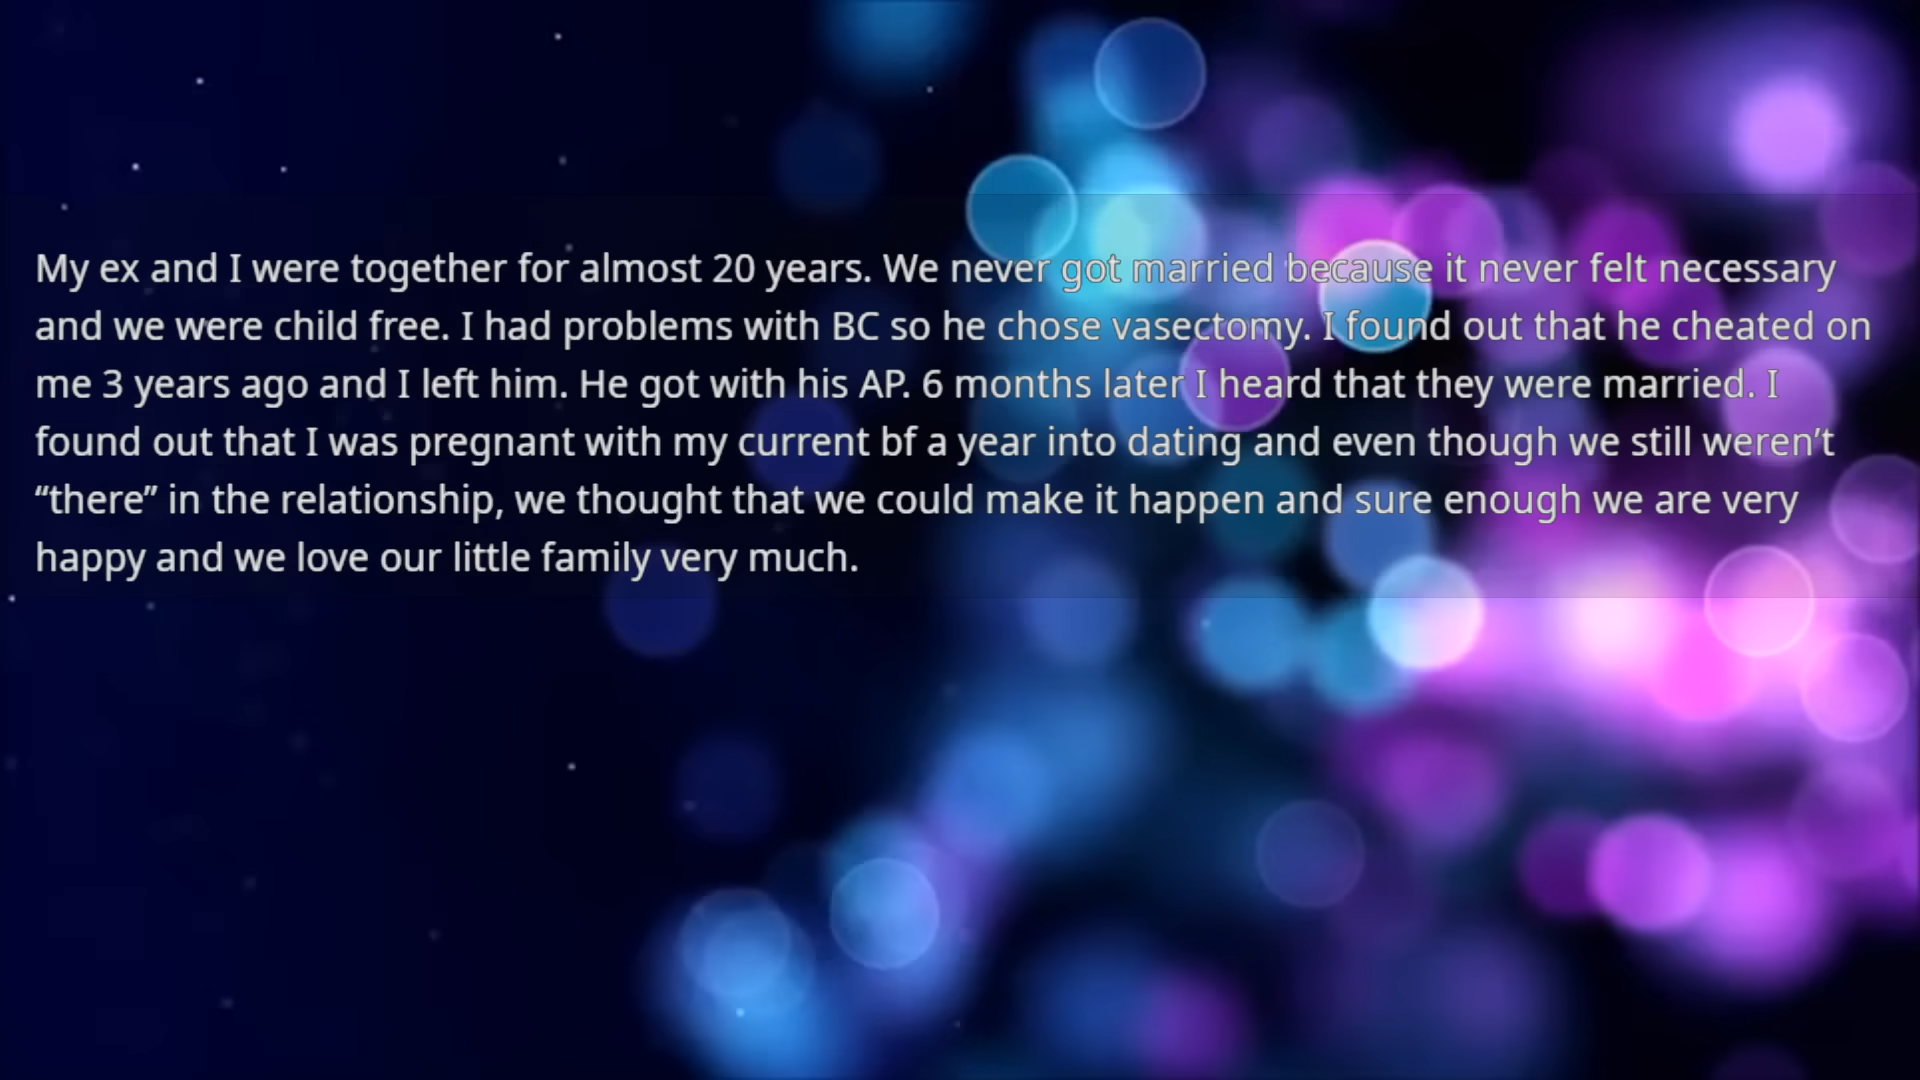 My ex and I were together for almost 20 years. We never got married because it never felt necessary
and we were child free. I had problems with BC so he chose vasectomy. I found out that he cheated on
me 3 years ago and I left him. He got with his AP. 6 months later I heard that they were married. I
found out that I was pregnant with my current bf a year into dating and even though we still weren’t
“there” in the relationship, we thought that we could make it happen and sure enough we are very
happy and we love our little family very much.